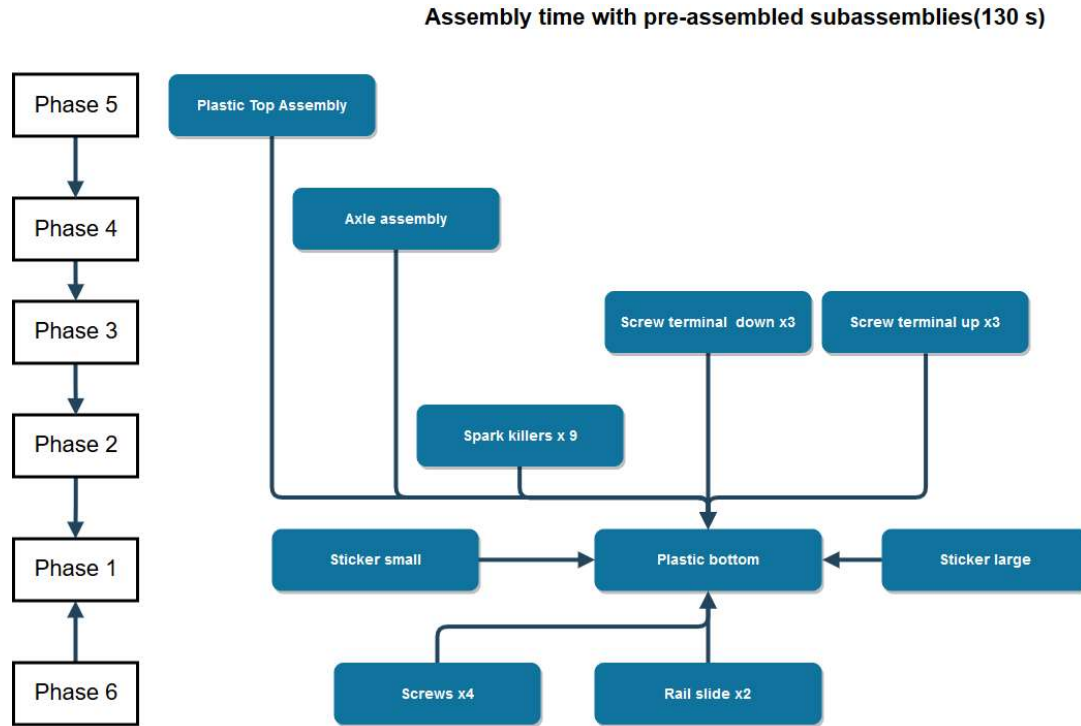 Assembly time with pre-assembled subassemblies(130 s)
Phase 5
Plastic Top Assembly
Phase 4
Axle assembly
Phase 3
Screw terminal  down x3
Screw terminal up x3
Phase 2
Spark killers x 9
Phase 1
Sticker small
Plastic bottom
Sticker large
Phase 6
Screws x4
Rail slide x2